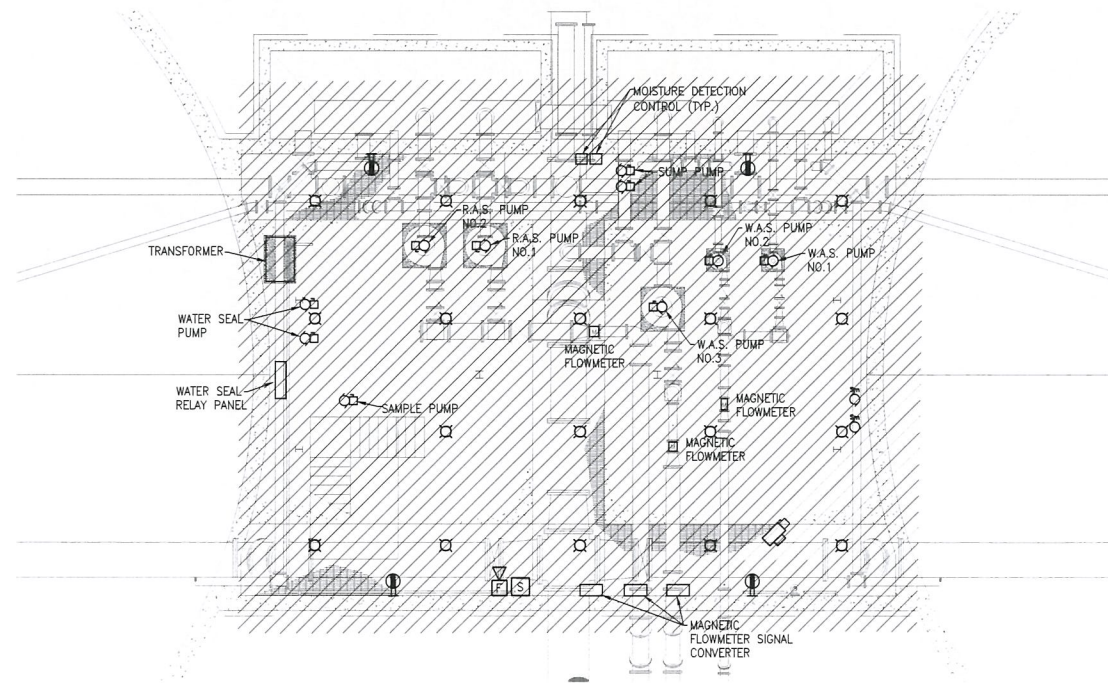 MOISTURE DETECTION
CONTROL (TYP.)
SUMP PUMP
R.A.S. PUMP
NO.2
R.A.S. PUMP
NO.1
W.A.S. PUMP
NO.2
W.A.S. PUMP
NO.1
TRANSFORMER
WATER SEAL
PUMP
MAGNETIC
FLOWMETER
W.A.S. PUMP
NO.3
WATER SEAL
RELAY PANEL
SAMPLE PUMP
MAGNETIC
FLOWMETER
MAGNETIC
FLOWMETER
F
S
MAGNETIC
FLOWMETER SIGNAL
CONVERTER